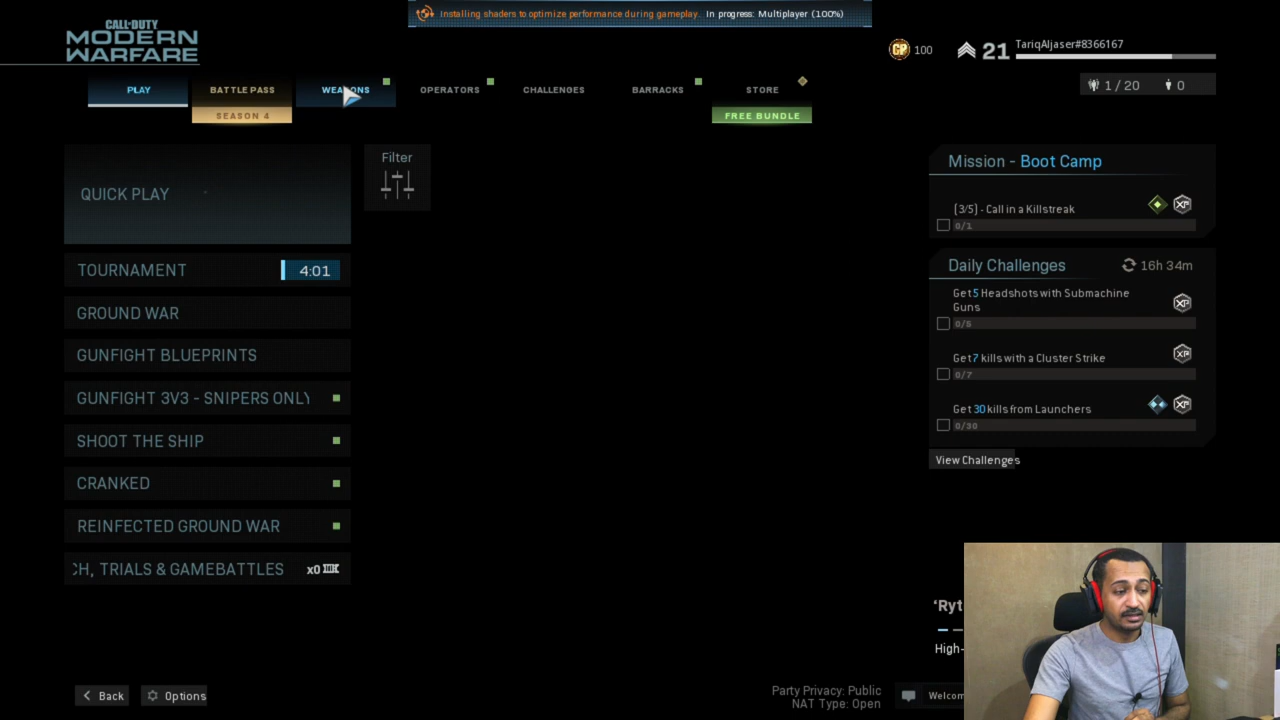 Installing shaders to optimize performance during gameplay.. In progress: Multiplayer (100%)
CALL·DUTY
MODERN
WARFARE
CP 100
21
TariqAljaser#8366167
1 / 20
0
PLAY
BATTLE PASS
WEAPONS
OPERATORS
CHALLENGES
BARRACKS
STORE
SEASON 4
FREE BUNDLE
QUICK PLAY
Filter
TOURNAMENT 4:01
GROUND WAR
GUNFIGHT BLUEPRINTS
GUNFIGHT 3V3 - SNIPERS ONLY
SHOOT THE SHIP
CRANKED
REINFECTED GROUND WAR
CH, TRIALS & GAMEBATTLES x0
Mission - Boot Camp
(3/5) - Call in a Killstreak
XP
0/1
Daily Challenges 16h 34m
Get 5 Headshots with Submachine
Guns
XP
0/5
Get 7 kills with a Cluster Strike
XP
0/7
Get 30 kills from Launchers
XP
0/30
View Challenges
‘Ryt
High-
Back
Options
Party Privacy: Public
NAT Type: Open
Welcom